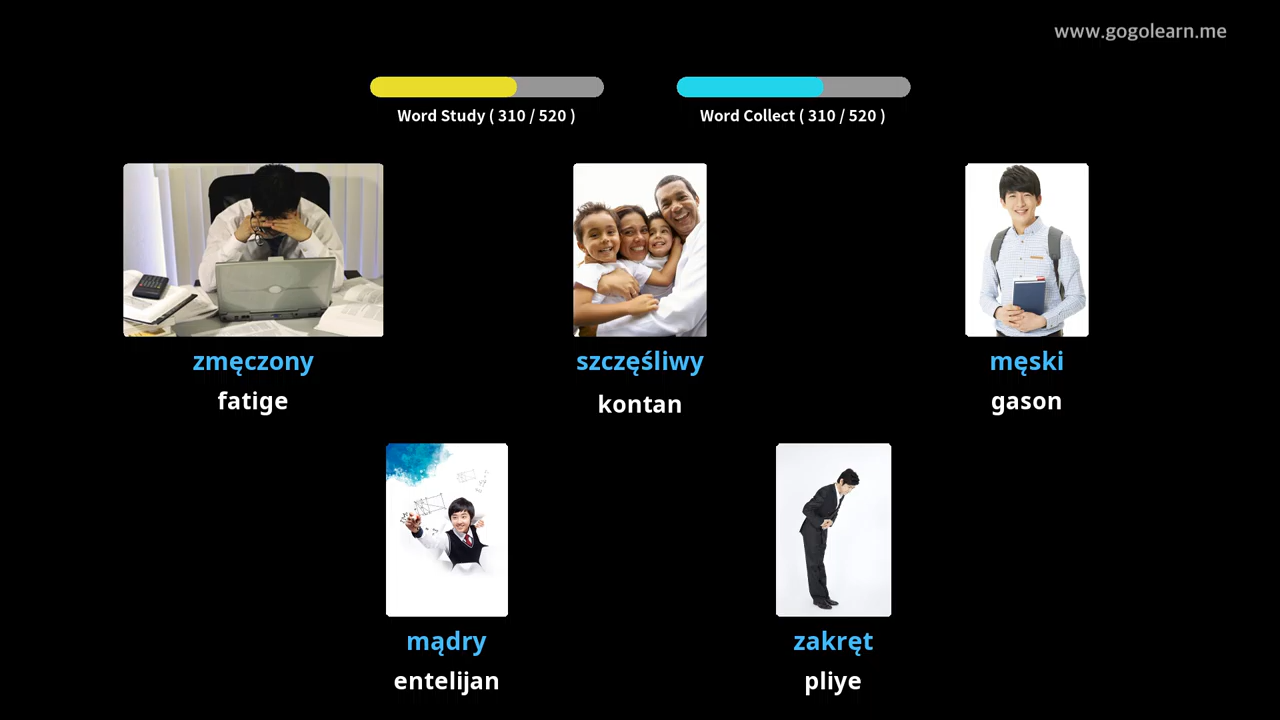 www.gogolearn.me
Word Study ( 310 / 520 )
Word Collect ( 310 / 520 )
zmęczony
fatige
szczęśliwy
kontan
męski
gason
mądry
entelijan
zakręt
pliye